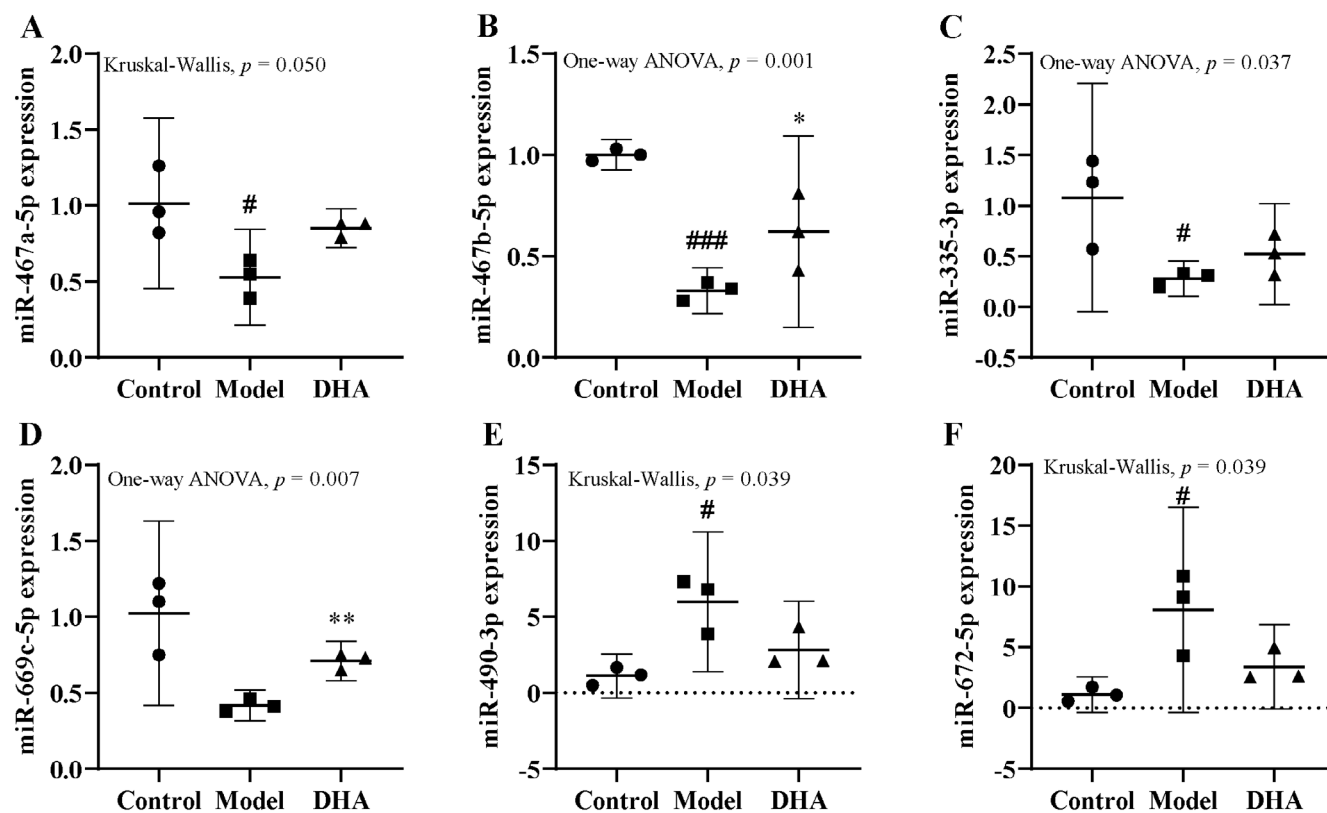 A
miR-467a-5p expression
2.0
1.5
1.0
0.5
0.0
Kruskal-Wallis, p = 0.050
#
Control Model DHA
B
miR-467b-5p expression
1.5
1.0
0.5
0.0
One-way ANOVA, p = 0.001
*
###
Control Model DHA
C
miR-335-3p expression
2.5
2.0
1.5
1.0
0.5
0.0
-0.5
One-way ANOVA, p = 0.037
#
Control Model DHA
D
miR-669c-5p expression
2.0
1.5
1.0
0.5
0.0
One-way ANOVA, p = 0.007
**
Control Model DHA
E
miR-490-3p expression
15
10
5
0
-5
Kruskal-Wallis, p = 0.039
#
Control Model DHA
F
miR-672-5p expression
20
15
10
5
0
-5
Kruskal-Wallis, p = 0.039
#
Control Model DHA